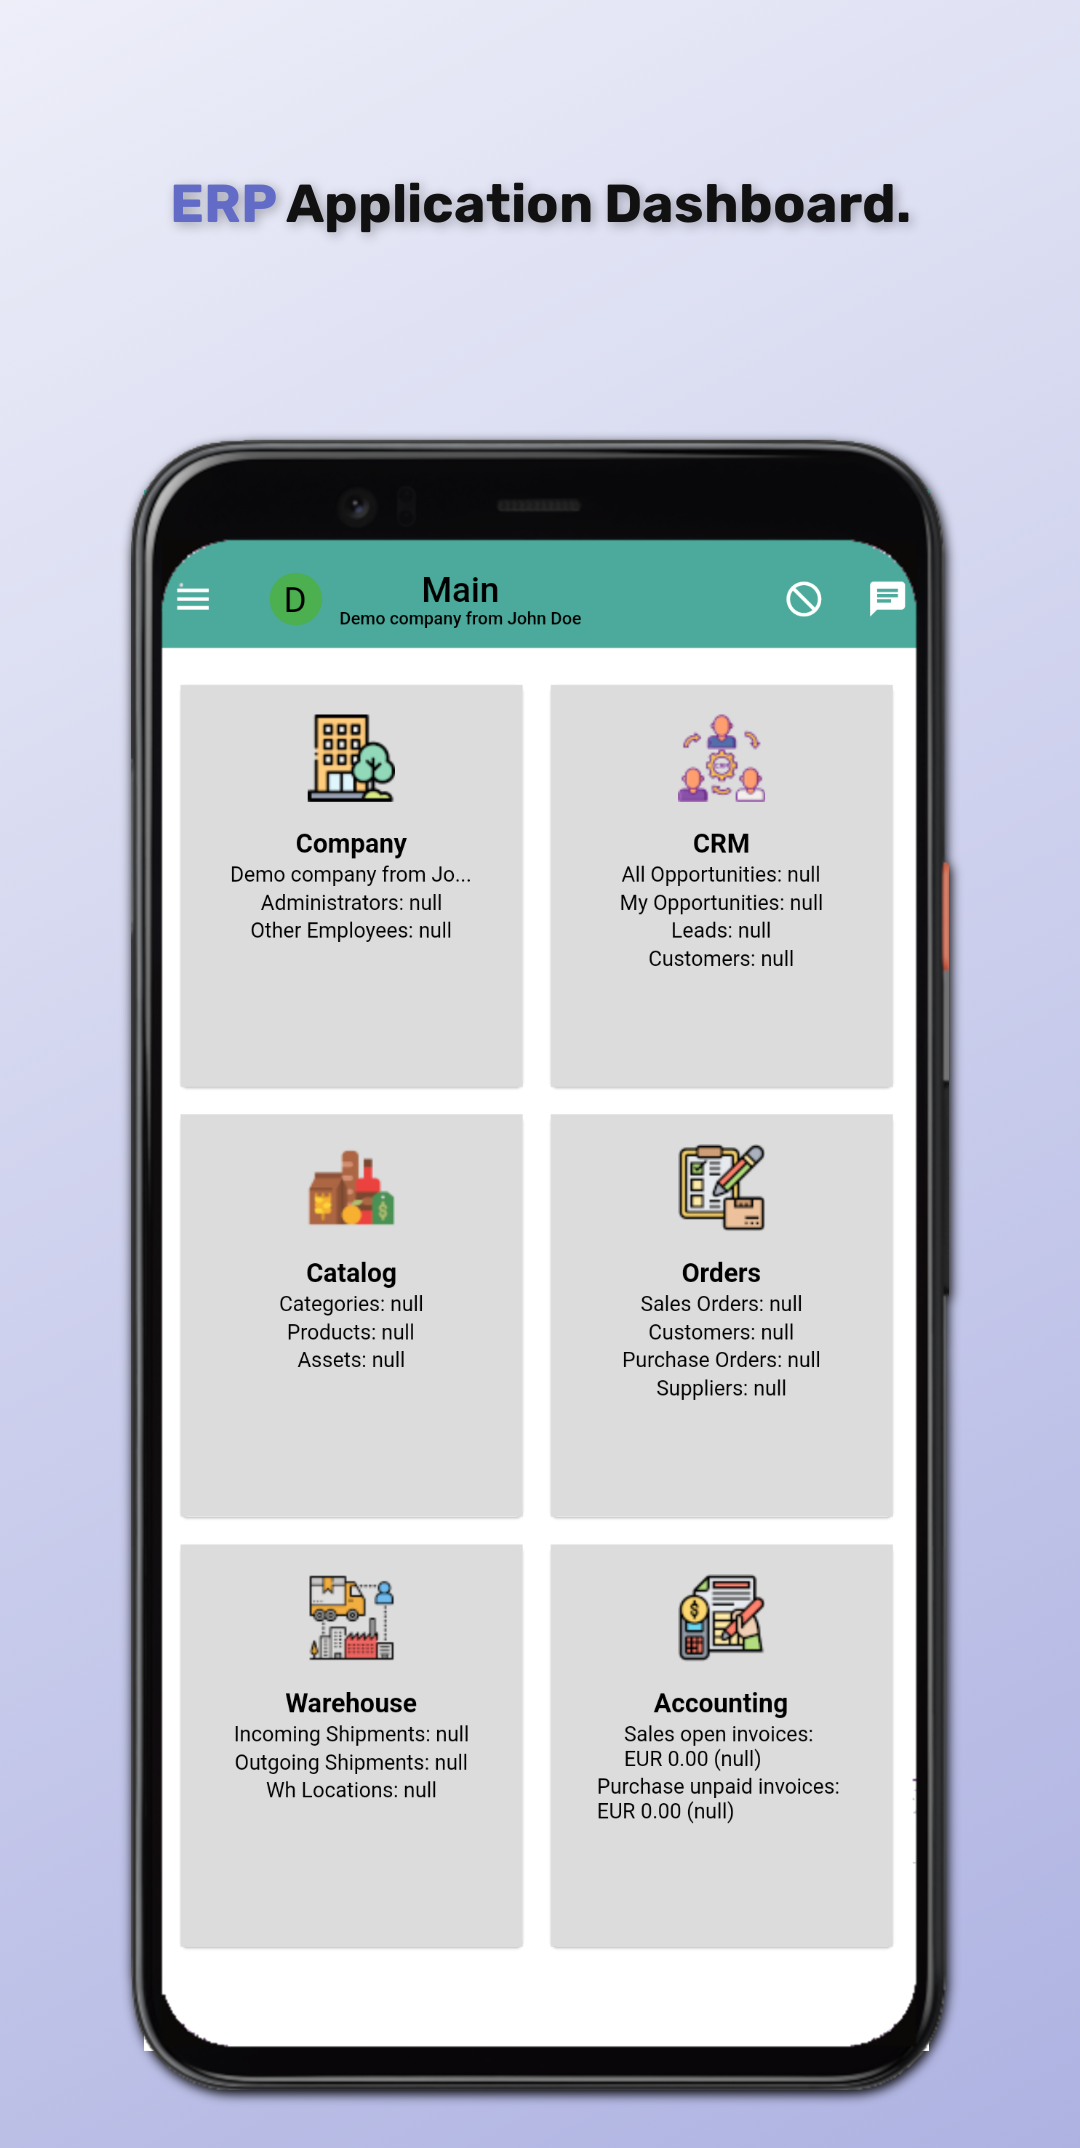 ERP Application Dashboard.
D
Main
Demo company from John Doe
Company
Demo company from Jo...
Administrators: null
Other Employees: null
CRM
All Opportunities: null
My Opportunities: null
Leads: null
Customers: null
Catalog
Categories: null
Products: null
Assets: null
Orders
Sales Orders: null
Customers: null
Purchase Orders: null
Suppliers: null
Warehouse
Incoming Shipments: null
Outgoing Shipments: null
Wh Locations: null
Accounting
Sales open invoices:
EUR 0.00 (null)
Purchase unpaid invoices:
EUR 0.00 (null)